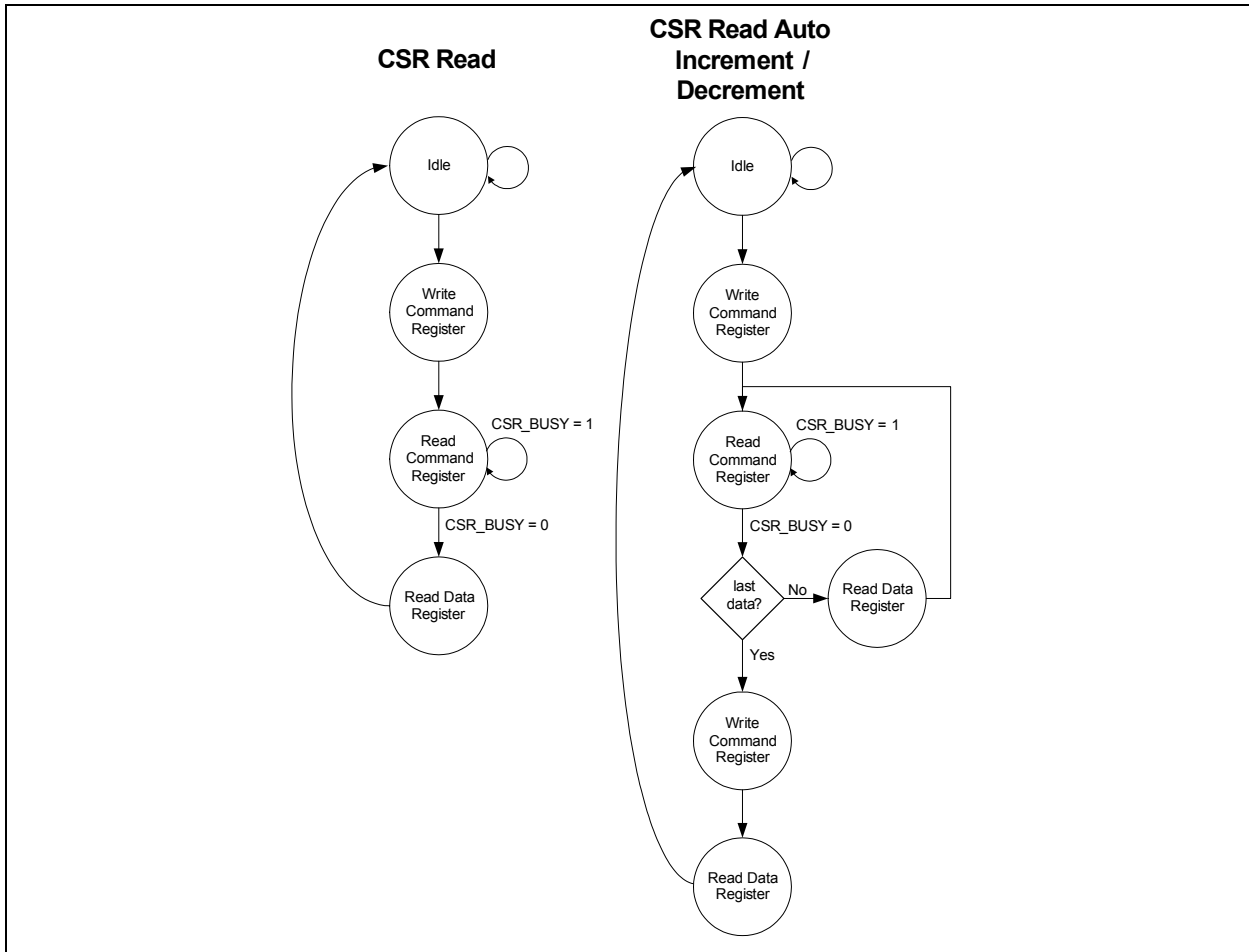 CSR Read
Idle
Write
Command
Register
Read
Command
Register
CSR_BUSY = 1
CSR_BUSY = 0
Read Data
Register
CSR Read Auto
Increment /
Decrement
Idle
Write
Command
Register
Read
Command
Register
CSR_BUSY = 1
CSR_BUSY = 0
last
data?
No
Read Data
Register
Yes
Write
Command
Register
Read Data
Register